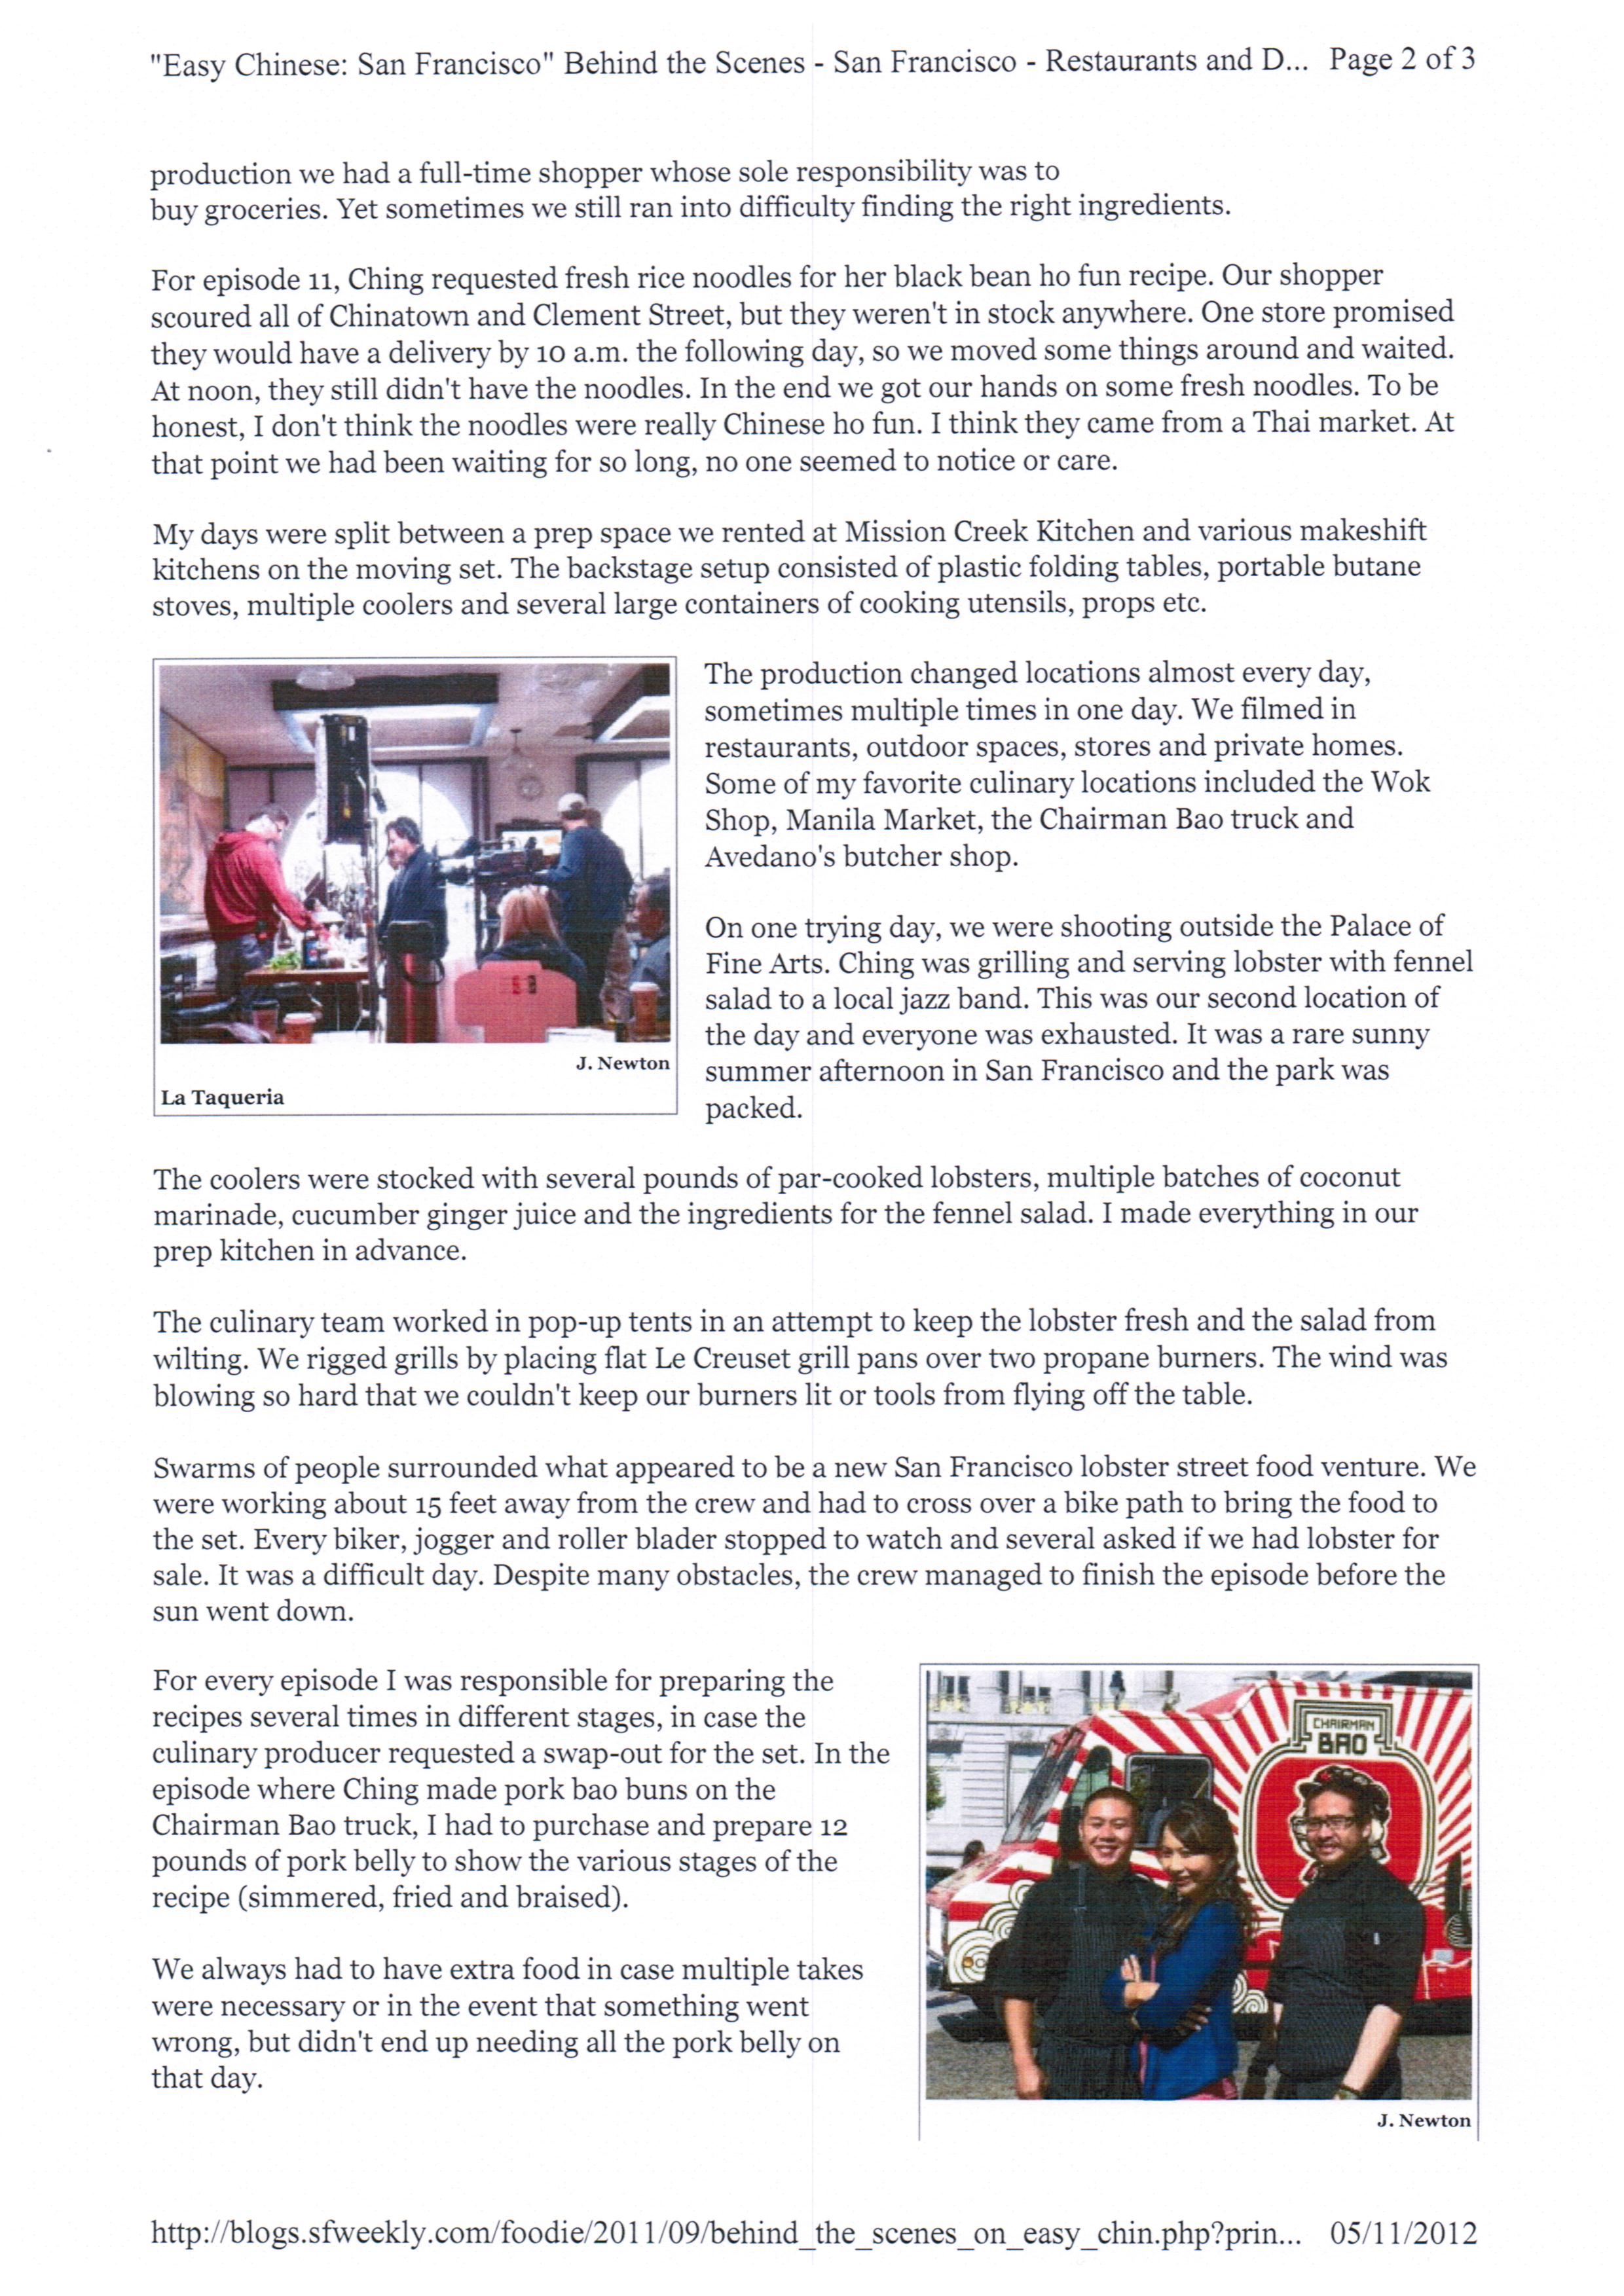 "Easy Chinese: San Francisco" Behind the Scenes - San Francisco - Restaurants and D... Page 2 of 3
production we had a full-time shopper whose sole responsibility was to
buy groceries. Yet sometimes we still ran into difficulty finding the right ingredients.
For episode 11, Ching requested fresh rice noodles for her black bean ho fun recipe. Our shopper
scoured all of Chinatown and Clement Street, but they weren't in stock anywhere. One store promised
they would have a delivery by 10 a.m. the following day, so we moved some things around and waited.
At noon, they still didn't have the noodles. In the end we got our hands on some fresh noodles. To be
honest, I don't think the noodles were really Chinese ho fun. I think they came from a Thai market. At
that point we had been waiting for so long, no one seemed to notice or care.
My days were split between a prep space we rented at Mission Creek Kitchen and various makeshift
kitchens on the moving set. The backstage setup consisted of plastic folding tables, portable butane
stoves, multiple coolers and several large containers of cooking utensils, props etc.
J. Newton
La Taqueria
The production changed locations almost every day,
sometimes multiple times in one day. We filmed in
restaurants, outdoor spaces, stores and private homes.
Some of my favorite culinary locations included the Wok
Shop, Manila Market, the Chairman Bao truck and
Avedano's butcher shop.
On one trying day, we were shooting outside the Palace of
Fine Arts. Ching was grilling and serving lobster with fennel
salad to a local jazz band. This was our second location of
the day and everyone was exhausted. It was a rare sunny
summer afternoon in San Francisco and the park was
packed.
The coolers were stocked with several pounds of par-cooked lobsters, multiple batches of coconut
marinade, cucumber ginger juice and the ingredients for the fennel salad. I made everything in our
prep kitchen in advance.
The culinary team worked in pop-up tents in an attempt to keep the lobster fresh and the salad from
wilting. We rigged grills by placing flat Le Creuset grill pans over two propane burners. The wind was
blowing so hard that we couldn't keep our burners lit or tools from flying off the table.
Swarms of people surrounded what appeared to be a new San Francisco lobster street food venture. We
were working about 15 feet away from the crew and had to cross over a bike path to bring the food to
the set. Every biker, jogger and roller blader stopped to watch and several asked if we had lobster for
sale. It was a difficult day. Despite many obstacles, the crew managed to finish the episode before the
sun went down.
For every episode I was responsible for preparing the
recipes several times in different stages, in case the
culinary producer requested a swap-out for the set. In the
episode where Ching made pork bao buns on the
Chairman Bao truck, I had to purchase and prepare 12
pounds of pork belly to show the various stages of the
recipe (simmered, fried and braised).
We always had to have extra food in case multiple takes
were necessary or in the event that something went
wrong, but didn't end up needing all the pork belly on
that day.
CHAIRMAN
BAO
J. Newton
http://blogs.sfweekly.com/foodie/2011/09/behind_the_scenes_on_easy_chin.php?prin... 05/11/2012